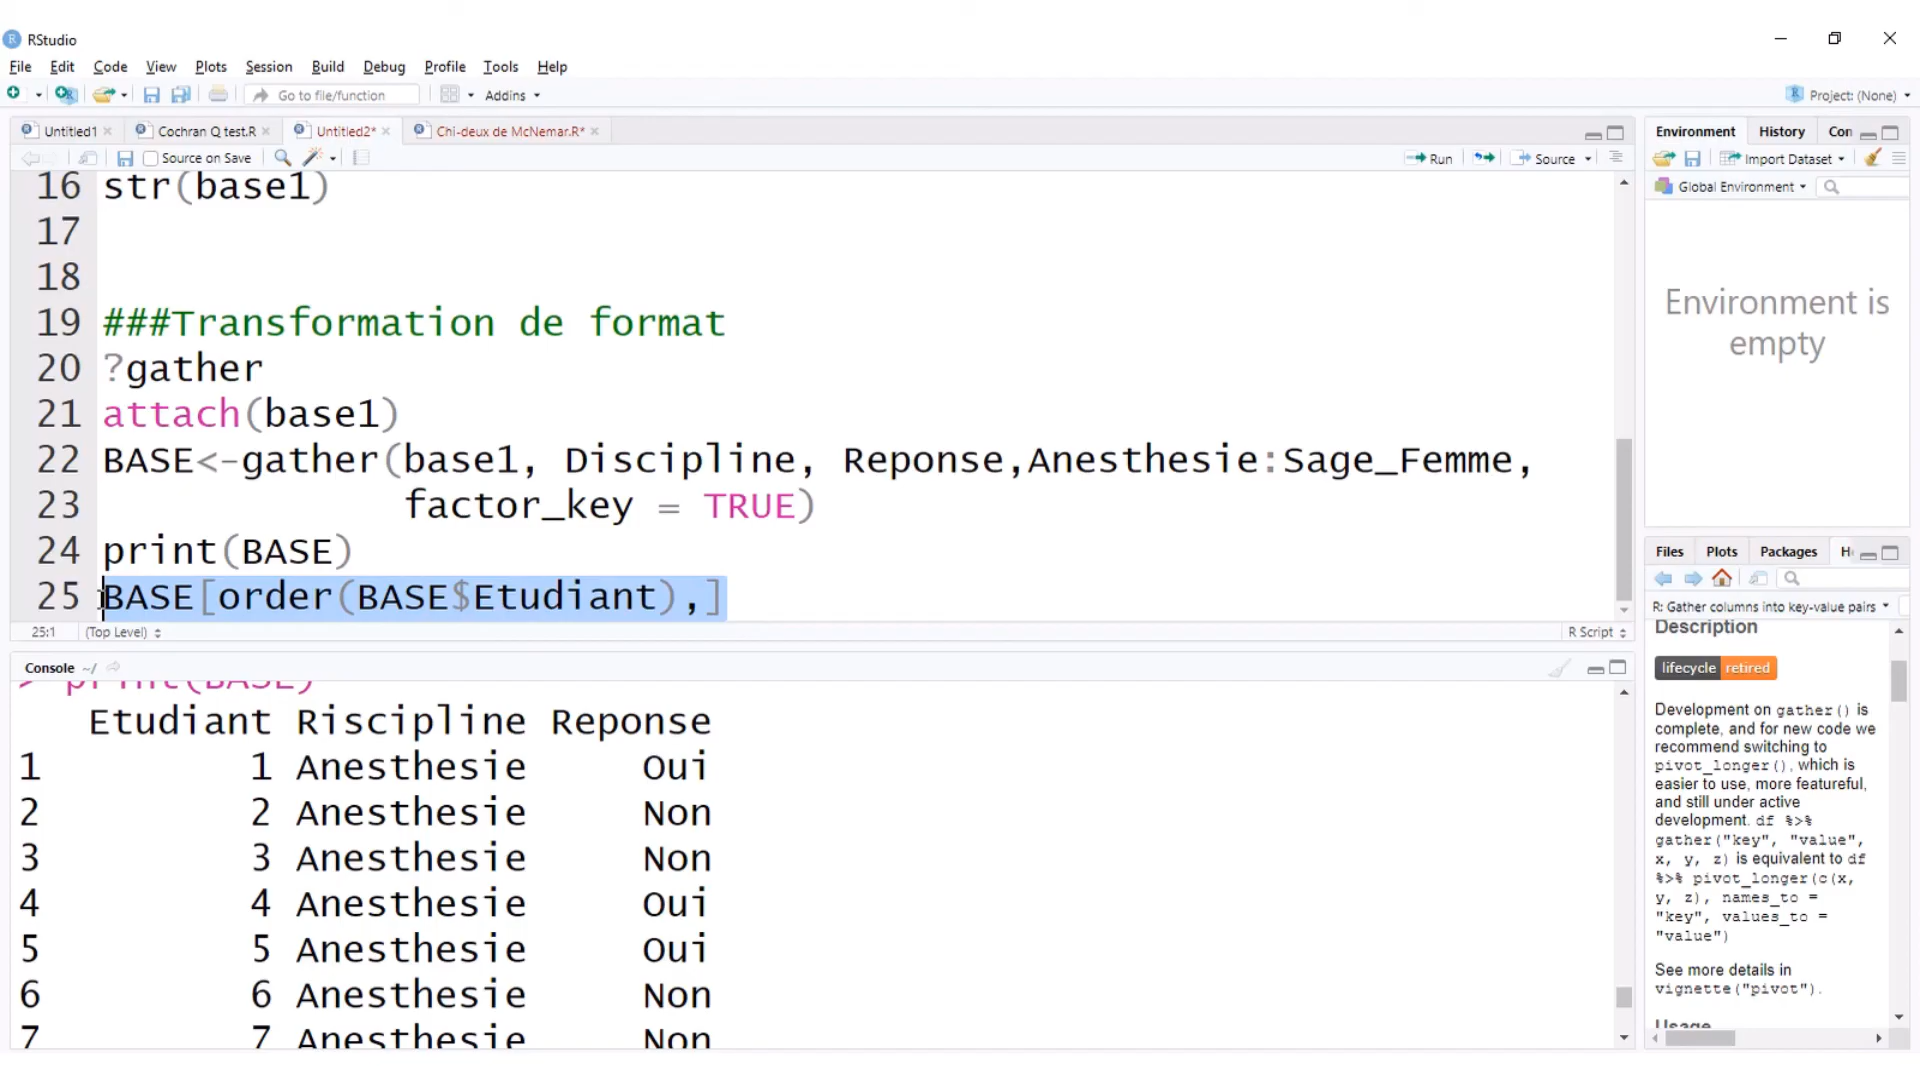 RStudio
File Edit Code View Plots Session Build Debug Profile Tools Help
Go to file/function Addins Project: (None)
Untitled1 Cochran Q test.R Untitled2* Chi-deux de McNemar.R*
Source on Save Run Source
16 str(base1)
17
18
19 ###Transformation de format
20 ?gather
21 attach(base1)
22 BASE<-gather(base1, Discipline, Reponse,Anesthesie:Sage_Femme,
23 factor_key = TRUE)
24 print(BASE)
25 BASE[order(BASE$Etudiant),]
25:1 (Top Level) R Script
Console ~/
> print(BASE)
Etudiant Riscipline Reponse
1 1 Anesthesie Oui
2 2 Anesthesie Non
3 3 Anesthesie Non
4 4 Anesthesie Oui
5 5 Anesthesie Oui
6 6 Anesthesie Non
7 7 Anesthesie Non
Environment History Con
Import Dataset
Global Environment
Environment is
empty
Files Plots Packages H
R: Gather columns into key-value pairs
Description
lifecycle retired
Development on gather() is
complete, and for new code we
recommend switching to
pivot_longer(), which is
easier to use, more featureful,
and still under active
development. df %>%
gather("key", "value",
x, y, z) is equivalent to df
%>% pivot_longer(c(x,
y, z), names_to =
"key", values_to =
"value")
See more details in
vignette("pivot").
Usage